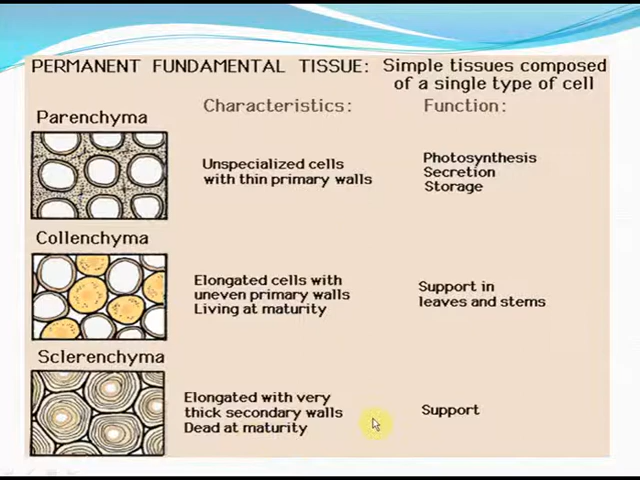 PERMANENT FUNDAMENTAL TISSUE: Simple tissues composed
of a single type of cell
Characteristics: Function:
Parenchyma
Unspecialized cells
with thin primary walls
Photosynthesis
Secretion
Storage
Collenchyma
Elongated cells with
uneven primary walls
Living at maturity
Support in
leaves and stems
Sclerenchyma
Elongated with very
thick secondary walls
Dead at maturity
Support